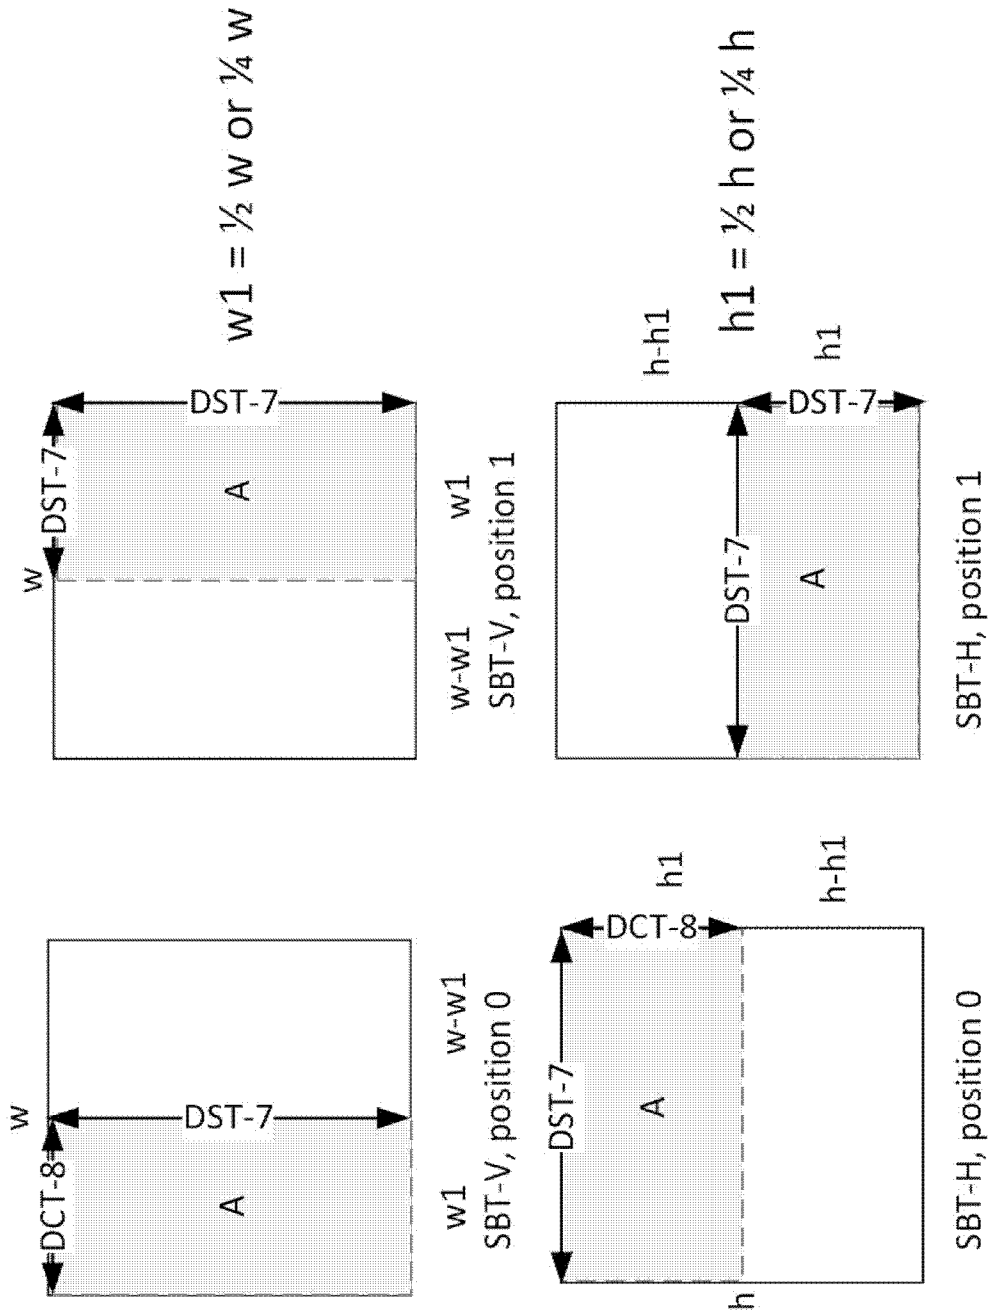 w
DCT-8
DST-7
A
w1
w-w1
SBT-V, position 0
w
DST-7
DST-7
A
w-w1
w1
SBT-V, position 1
w1 = ½ w or ¼ w
h
DST-7
DCT-8
A
h1
h-h1
SBT-H, position 0
DST-7
DST-7
A
h-h1
h1
SBT-H, position 1
h1 = ½ h or ¼ h